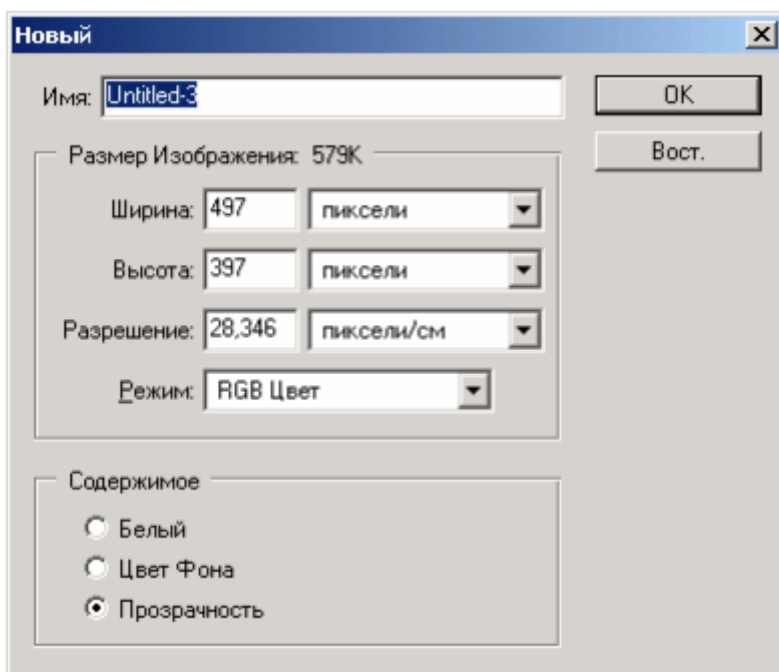 Новый
Имя: Untitled-3
OK
Размер Изображения: 579K
Вост.
Ширина: 497 пиксели
Высота: 397 пиксели
Разрешение: 28,346 пиксели/см
Режим: RGB Цвет
Содержимое
Белый
Цвет Фона
Прозрачность